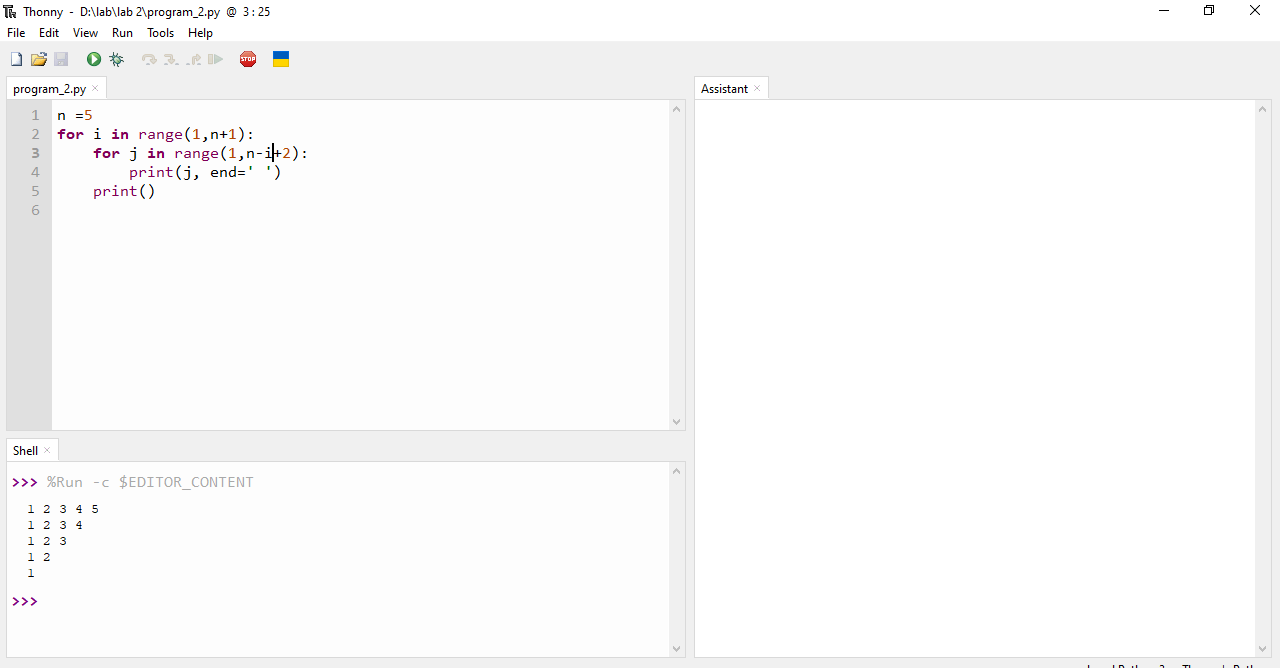 Thonny - D:\lab\lab 2\program_2.py @ 3:25
File Edit View Run Tools Help
STOP
program_2.py
1 n =5
2 for i in range(1,n+1):
3     for j in range(1,n-i+2):
4         print(j, end=' ')
5     print()
6
Shell
>>> %Run -c $EDITOR_CONTENT
1 2 3 4 5
1 2 3 4
1 2 3
1 2
1
>>>
Assistant